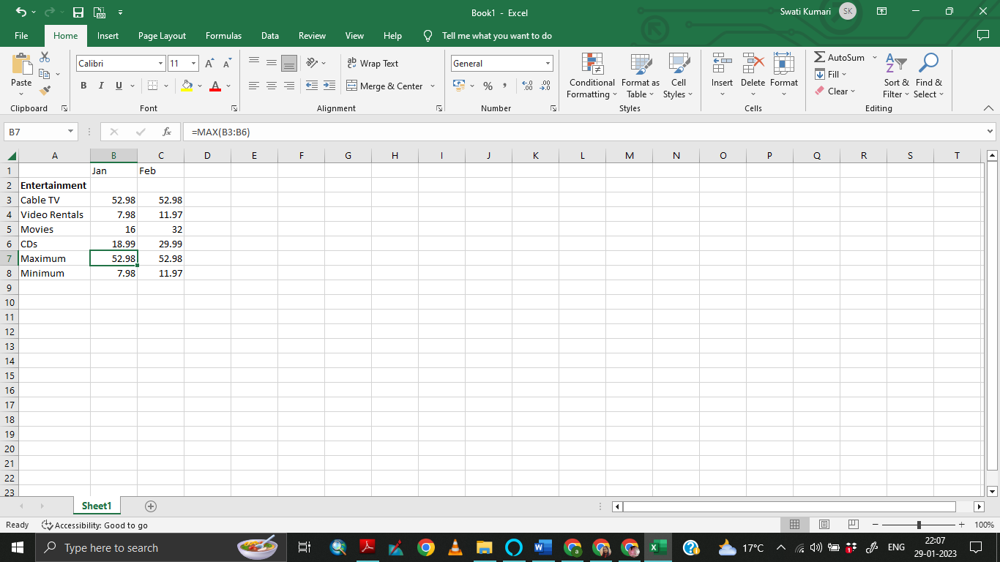 Book1 - Excel
Swati Kumari SK
File Home Insert Page Layout Formulas Data Review View Help Tell me what you want to do
Calibri 11 Wrap Text General AutoSum
Paste B I U A Merge & Center % Conditional Formatting Format as Table Cell Styles Insert Delete Format Fill Clear Sort & Filter Find & Select
Clipboard Font Alignment Number Styles Cells Editing
B7 fx =MAX(B3:B6)
A B C D E F G H I J K L M N O P Q R S T
1 Jan Feb
2 Entertainment
3 Cable TV 52.98 52.98
4 Video Rentals 7.98 11.97
5 Movies 16 32
6 CDs 18.99 29.99
7 Maximum 52.98 52.98
8 Minimum 7.98 11.97
9
10
11
12
13
14
15
16
17
18
19
20
21
22
23
Sheet1
Ready Accessibility: Good to go 100%
Type here to search 17°C ENG 22:07
29-01-2023